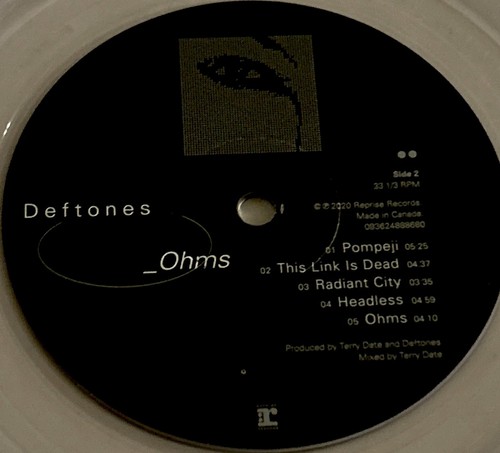 Side 2
33 1/3 RPM
Deftones
_Ohms
© ℗ 2020 Reprise Records
Made in Canada.
093624888680
01 Pompeji 05:25
02 This Link Is Dead 04:37
03 Radiant City 03:35
04 Headless 04:59
05 Ohms 04:10
Produced by Terry Date and Deftones
Mixed by Terry Date
r